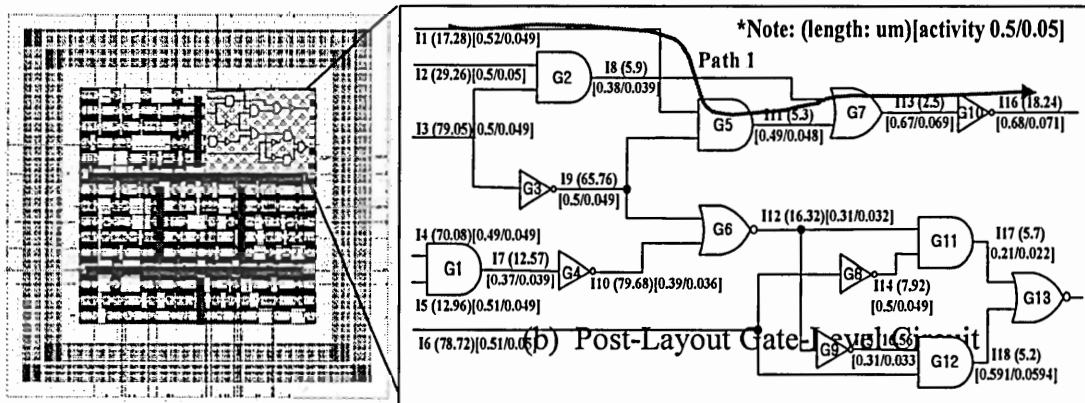 *Note: (length: um)[activity 0.5/0.05]
I1 (17.28)[0.52/0.049]
Path 1
I2 (29.26)[0.5/0.05]
G2
I8 (5.9)
[0.38/0.039]
I3 (79.05) 0.5/0.049]
G5
I11 (5.3)
[0.49/0.048]
G7
I13 (2.5)
[0.67/0.069]
G10
I16 (18.24)
[0.68/0.071]
G3
I9 (65.76)
[0.5/0.049]
I4 (70.08)[0.49/0.049]
G1
I7 (12.57)
[0.37/0.039]
G4
I10 (79.68)[0.39/0.036]
G6
I12 (16.32)[0.31/0.032]
G11
I17 (5.7)
0.21/0.022]
G8
I14 (7.92)
[0.5/0.049]
G13
I5 (12.96)[0.51/0.049]
I6 (78.72)[0.51/0.05
(b) Post-Layout Gate-Level Circuit
G9
[0.31/0.033
G12
I18 (5.2)
[0.591/0.0594]